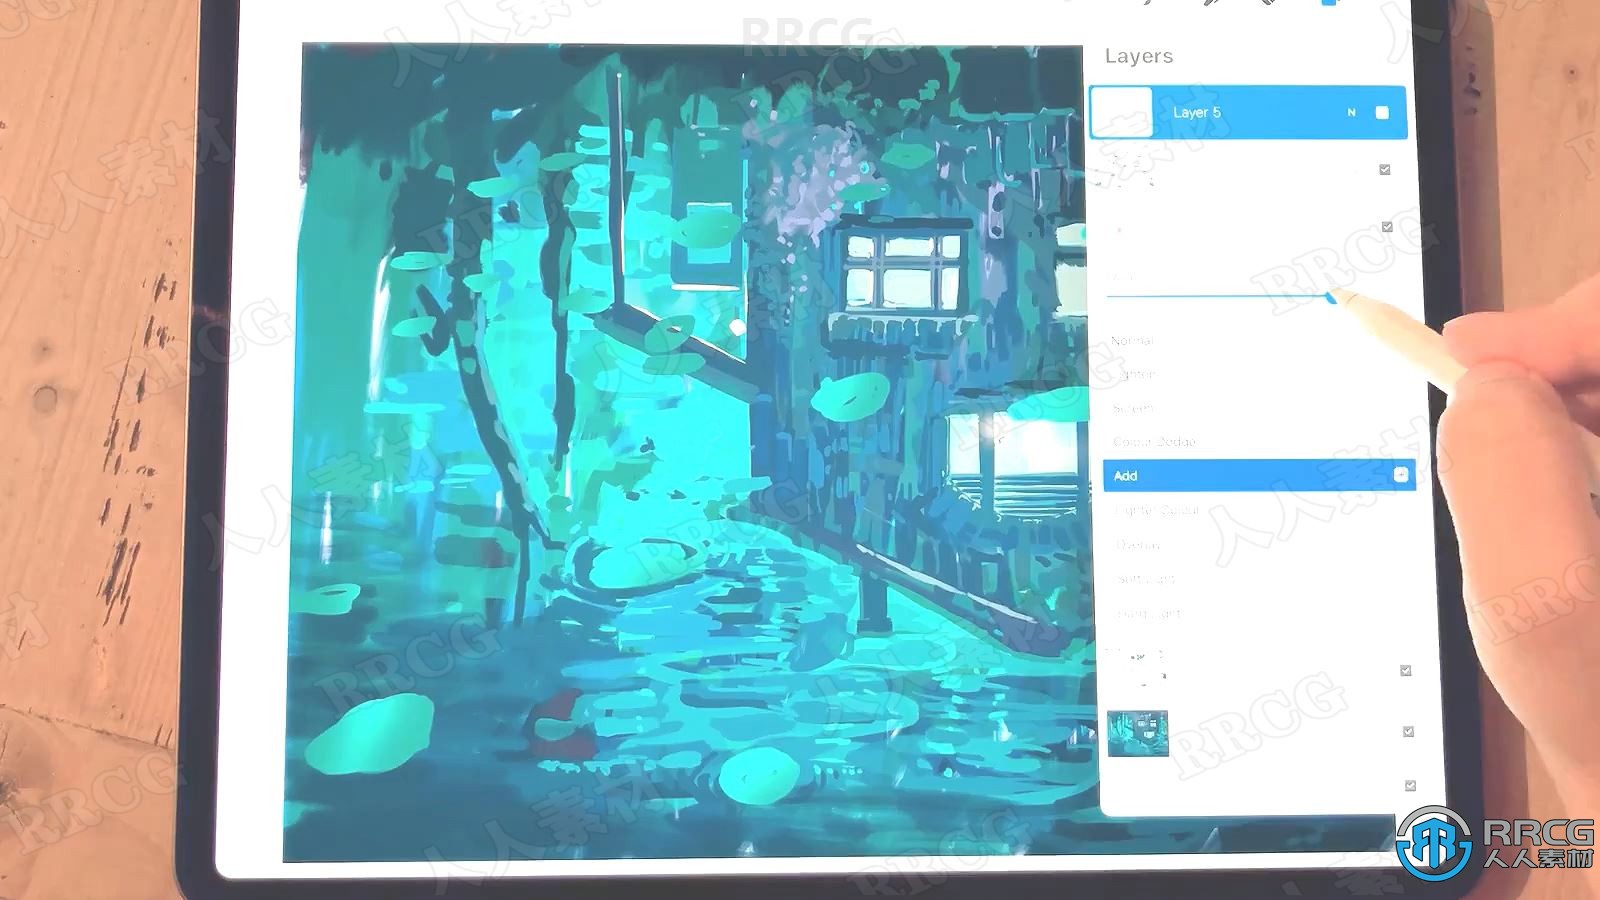 RRCG
Layers
Layer 5
N
Normal
Lighten
Screen
Colour Dodge
Add
Lighter Colour
Overlay
Soft Light
Hard Light
RRCG
人人素材